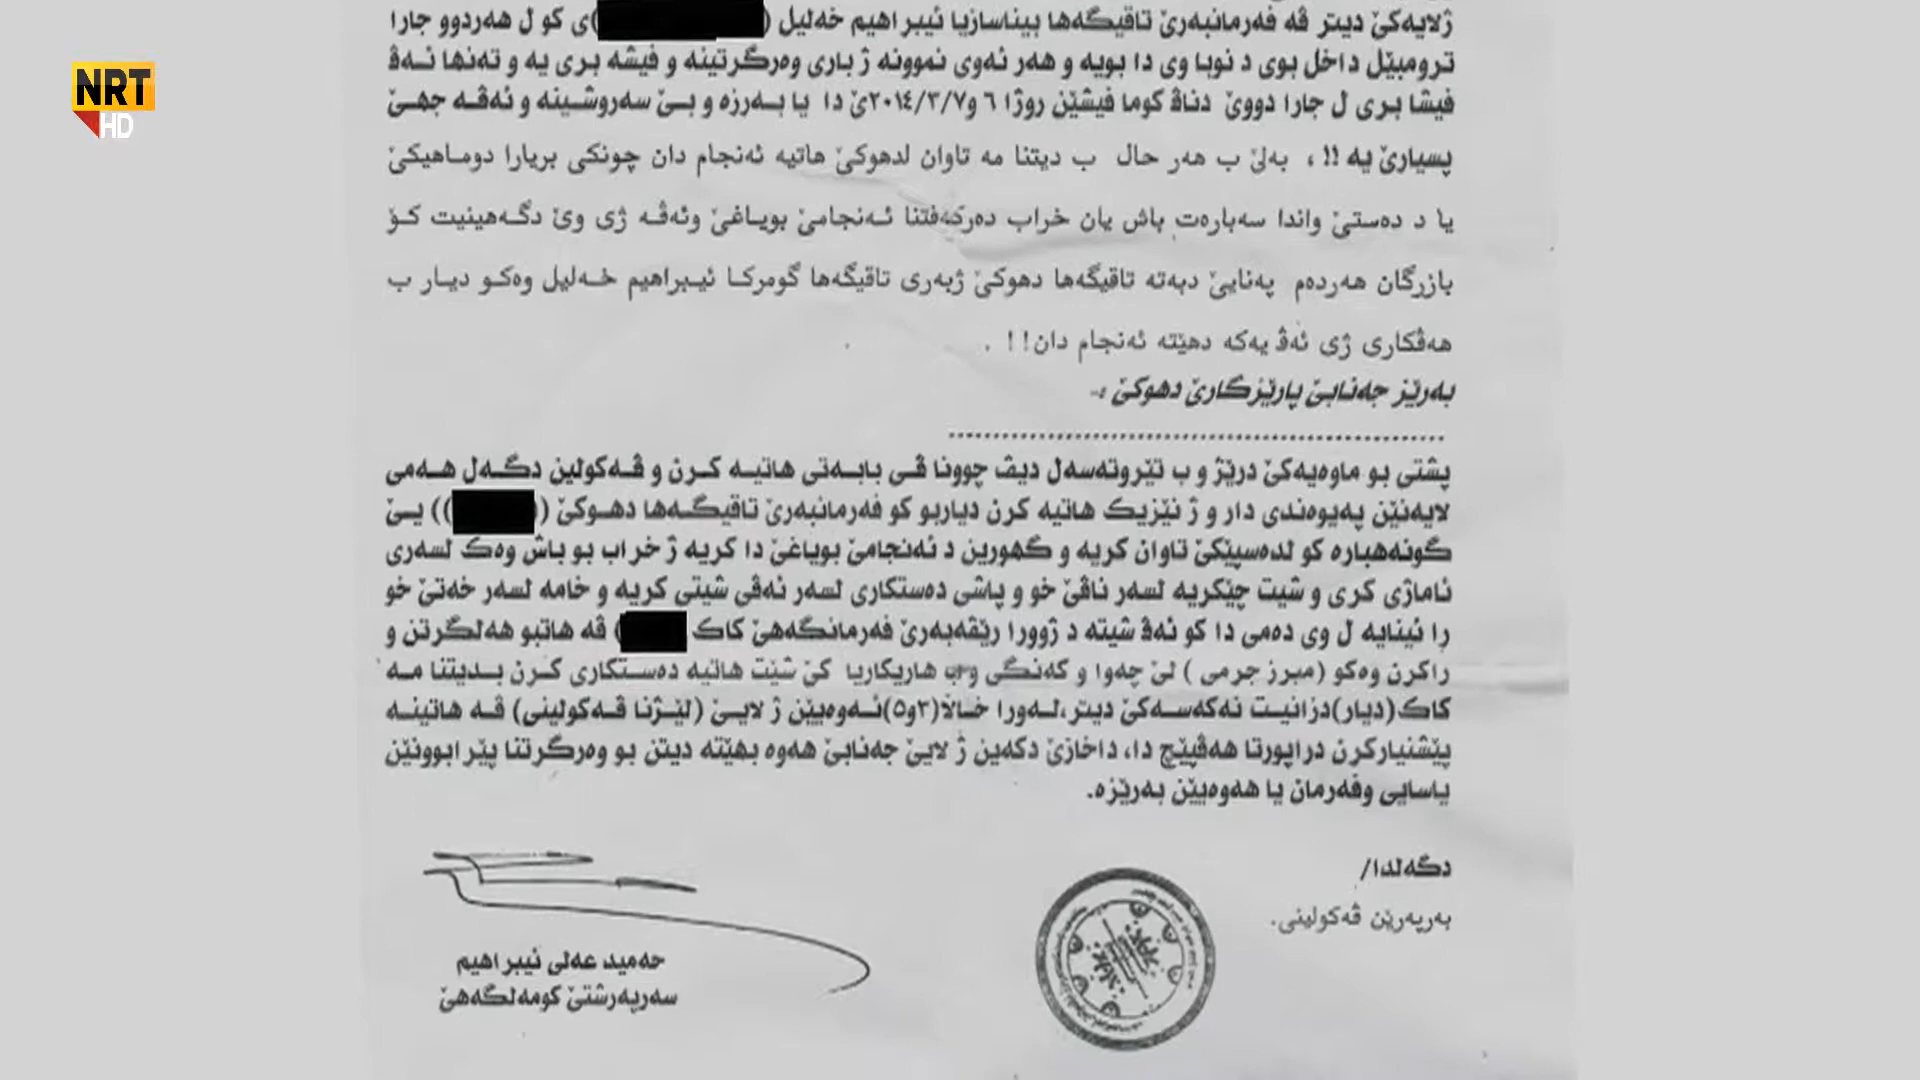 NRT
HD
ژلایەکێ دیتر ڤە فەرمانبەرێ تاقیگەها بیناسازیا ئیبراهیم خەلیل ( )ی کو ل هەردوو جارا
ترومبێل داخل بوی د نوبا وی دا بویە و هەر ئەوی نموونە ژ باری وەرگرتینە و فیشە بری یە و تەنها ئەڤ
فیشا بری ل جارا دووێ دناڤ کوما فیشێن روژا ٦ و٢٠١٤/٣/٧ێ دا یا بەرزە و بێ سەروشینە و ئەڤە جهێ
پسیارێ یە !! ، بەلێ ب هەر حال ب دیتنا مە تاوان لدهوکێ هاتیە ئەنجام دان چونکی بریارا دوماهیکێ
یا د دەستێ واندا سەبارەت باش یان خراب دەرکەفتنا ئەنجامێ بویاغێ وئەڤە ژی وێ دگەهینیت کۆ
بازرگان هەردەم پەنایێ دبەتە تاقیگەها دهوکێ ژبەری تاقیگەها گومرکا ئیبراهیم خەلیل وەکو دیار ب
هەڤکاری ژی ئەڤ یەکە دهێتە ئەنجام دان!! .
بەرێز جەنابێ پارێزگارێ دهوکێ :-
پشتی بو ماوەیەکێ درێژ و ب تێروتەسەل دیڤ چوونا ڤی بابەتی هاتیە کرن و ڤەکولین دگەل هەمی
لایەنێن پەیوەندی دار و ژ نێزیک هاتیە کرن دیاربو کو فەرمانبەرێ تاقیگەها دهوکێ (( )) یێ
گونەهبارە کو لدەسپێکێ تاوان کریە و گهورین د ئەنجامێ بویاغێ دا کریە ژ خراب بو باش وەک لسەری
ئاماژی کری و شیت چێکریە لسەر ناڤێ خو و پاشی دەستکاری لسەر ئەڤی شیتی کریە و خامە لسەر خەتێ خو
را ئینایە ل وی دەمی دا کو ئەڤ شیتە د ژوورا رێڤەبەرێ فەرمانگەهێ کاک ) ڤە هاتبو هەلگرتن و
راکرن وەکو (مبرز جرمی ) لێ چەوا و کەنگی وب هاریکاریا کێ شێت هاتیە دەستکاری کرن بدیتنا مە
کاک(دیار)دزانیت نەکەسەکێ دیتر،لەورا خالا(٣و٥)ئەوەیێن ژ لایێ (لێژنا ڤەکولینی) ڤە هاتینە
پێشنیارکرن دراپورتا هەڤپێچ دا، داخازێ دکەین ژ لایێ جەنابێ هەوە بهێتە دیتن بو وەرگرتنا پێرابوونێن
یاسایی وفەرمان یا هەوەیێن بەرێزە.
دگەلدا/
بەرپەرێن ڤەکولینی.
حەمید عەلی ئیبراهیم
سەرپەرشتێ کومەلگەهێ